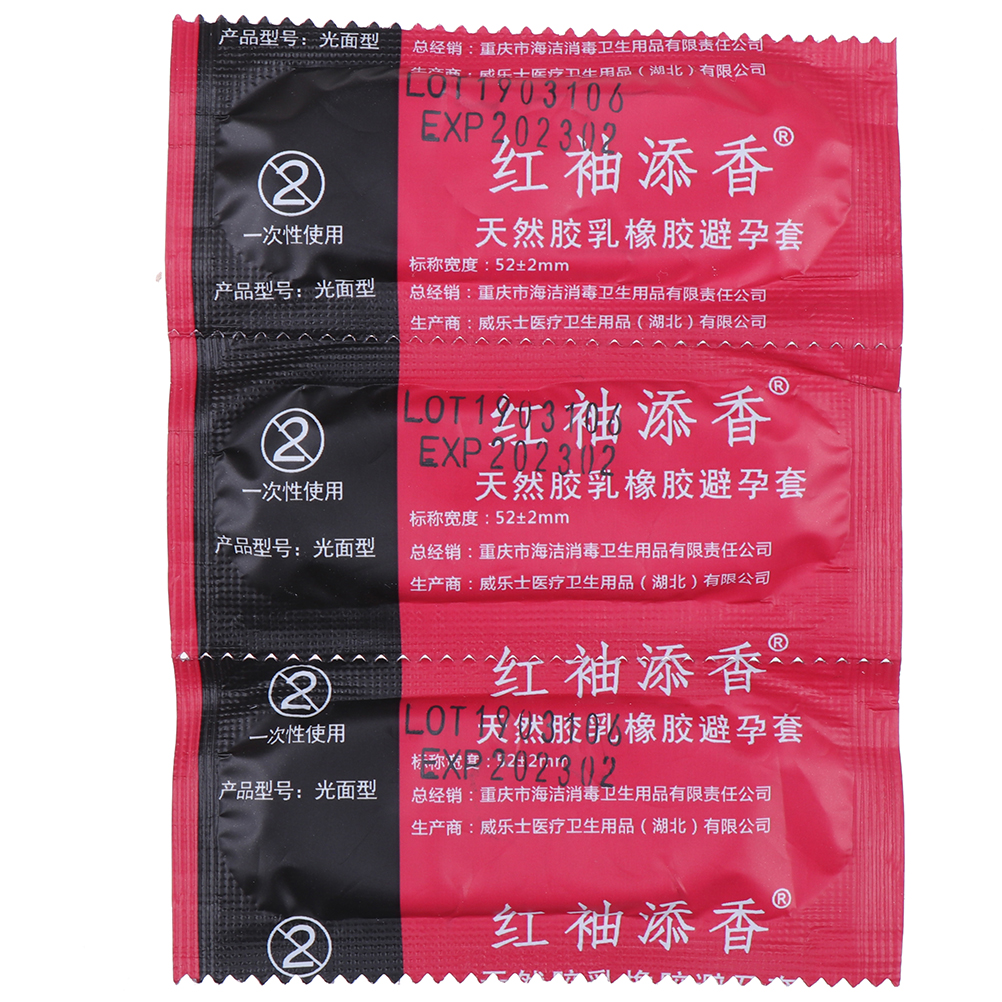 产品型号：光面型
总经销：重庆市海洁消毒卫生用品有限责任公司
生产商：威乐士医疗卫生用品（湖北）有限公司
LOT1903106
EXP202302
红袖添香®
2
一次性使用
天然胶乳橡胶避孕套
标称宽度：52±2mm
产品型号：光面型
总经销：重庆市海洁消毒卫生用品有限责任公司
生产商：威乐士医疗卫生用品（湖北）有限公司
红袖添香®
LOT1903106
EXP202302
2
一次性使用
天然胶乳橡胶避孕套
标称宽度：52±2mm
产品型号：光面型
总经销：重庆市海洁消毒卫生用品有限责任公司
生产商：威乐士医疗卫生用品（湖北）有限公司
红袖添香®
2
一次性使用
LOT1903106
天然胶乳橡胶避孕套
EXP202302
标称宽度：52±2mm
产品型号：光面型
总经销：重庆市海洁消毒卫生用品有限责任公司
生产商：威乐士医疗卫生用品（湖北）有限公司
红袖添香®
2